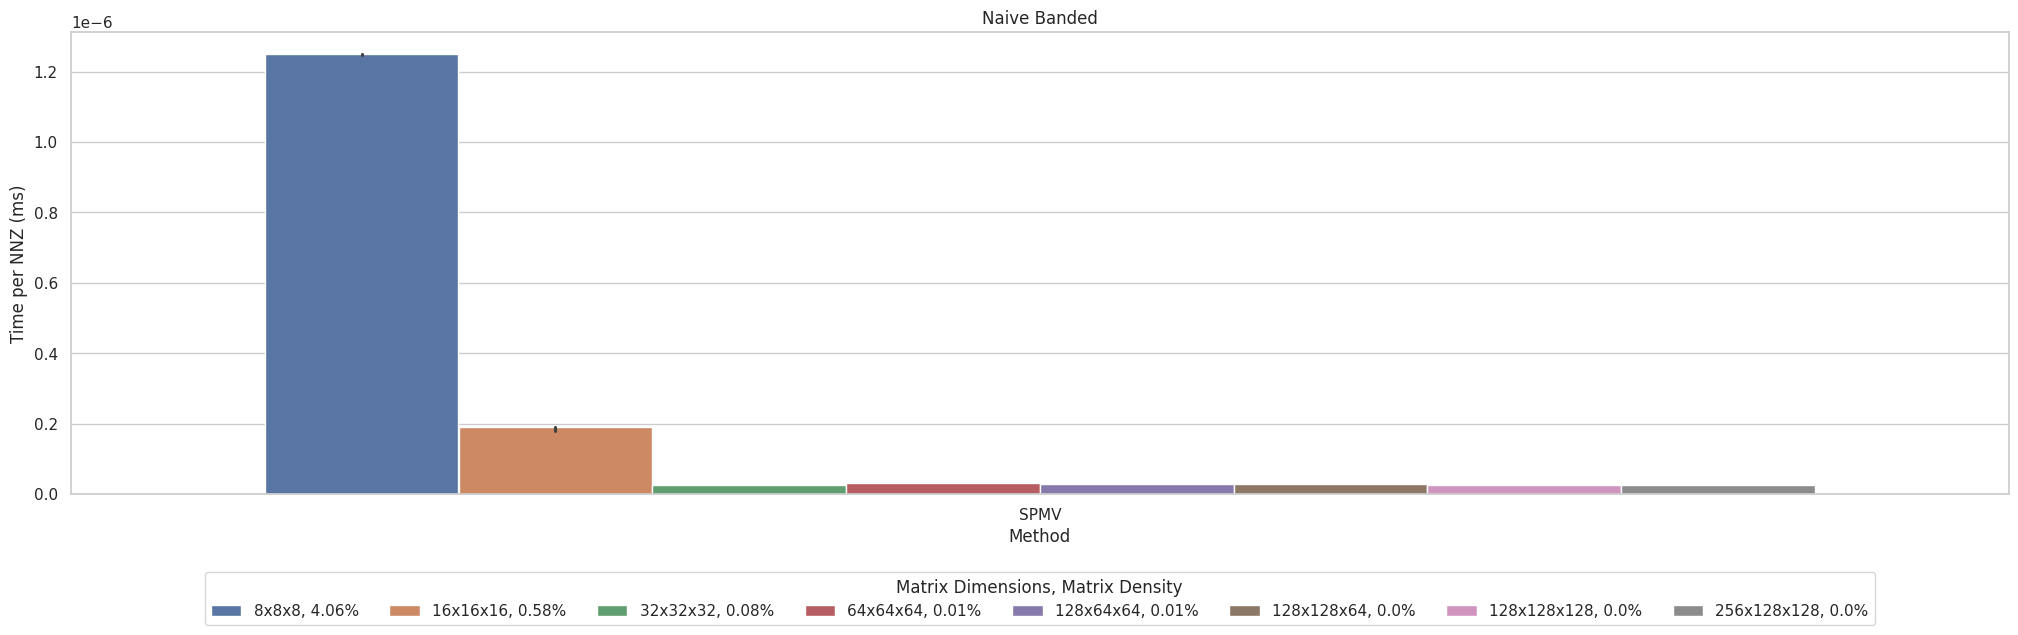 Naive Banded
1e−6
Time per NNZ (ms)
1.2
1.0
0.8
0.6
0.4
0.2
0.0
SPMV
Method
Matrix Dimensions, Matrix Density
8x8x8, 4.06% 16x16x16, 0.58% 32x32x32, 0.08% 64x64x64, 0.01% 128x64x64, 0.01% 128x128x64, 0.0% 128x128x128, 0.0% 256x128x128, 0.0%